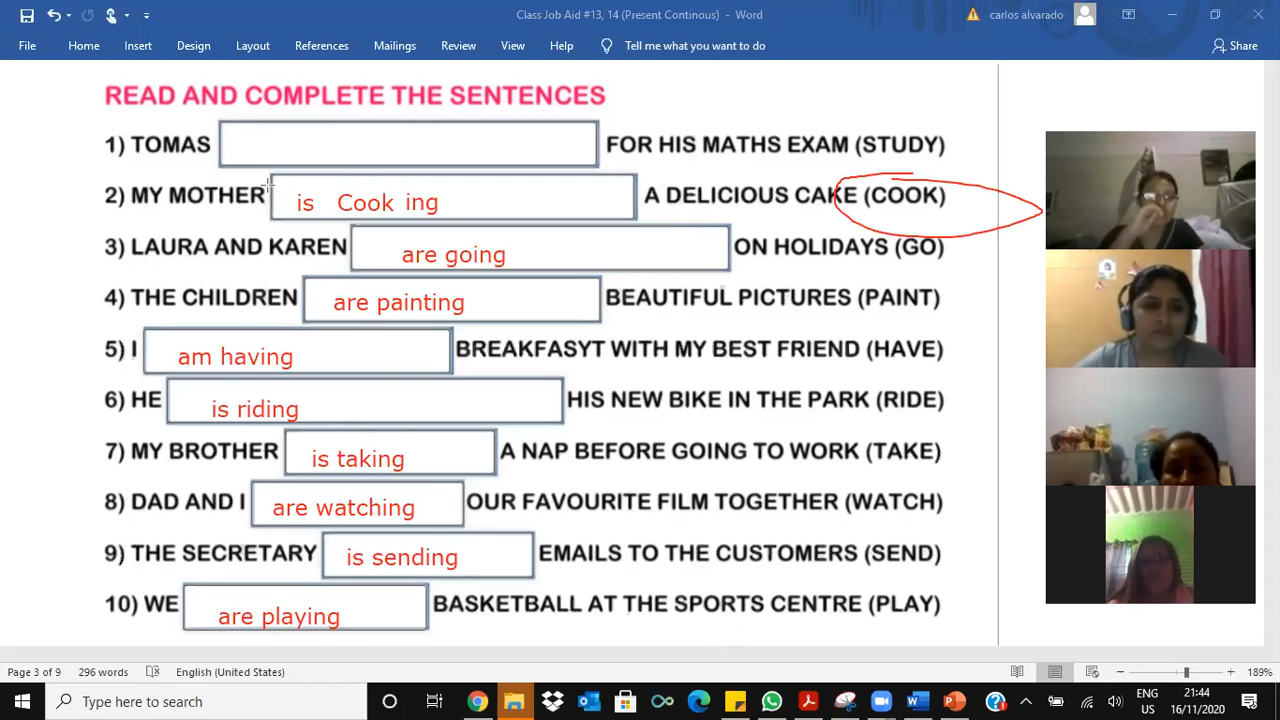 Class Job Aid #13, 14 (Present Continous) - Word
carlos alvarado
File Home Insert Design Layout References Mailings Review View Help Tell me what you want to do Share
READ AND COMPLETE THE SENTENCES
1) TOMAS FOR HIS MATHS EXAM (STUDY)
2) MY MOTHER is Cook ing A DELICIOUS CAKE (COOK)
3) LAURA AND KAREN are going ON HOLIDAYS (GO)
4) THE CHILDREN are painting BEAUTIFUL PICTURES (PAINT)
5) I am having BREAKFASYT WITH MY BEST FRIEND (HAVE)
6) HE is riding HIS NEW BIKE IN THE PARK (RIDE)
7) MY BROTHER is taking A NAP BEFORE GOING TO WORK (TAKE)
8) DAD AND I are watching OUR FAVOURITE FILM TOGETHER (WATCH)
9) THE SECRETARY is sending EMAILS TO THE CUSTOMERS (SEND)
10) WE are playing BASKETBALL AT THE SPORTS CENTRE (PLAY)
Page 3 of 9 296 words English (United States) 189%
Type here to search
ENG 21:44
US 16/11/2020